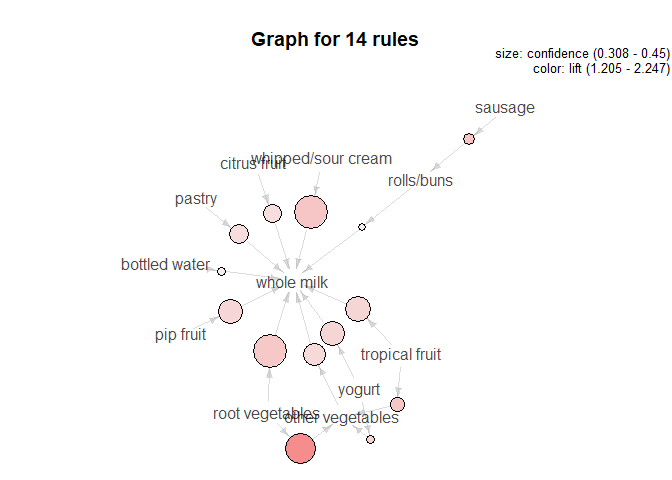 Graph for 14 rules
size: confidence (0.308 - 0.45)
color: lift (1.205 - 2.247)
sausage
whipped/sour cream
citrus fruit
rolls/buns
pastry
bottled water
whole milk
pip fruit
tropical fruit
yogurt
root vegetables
other vegetables